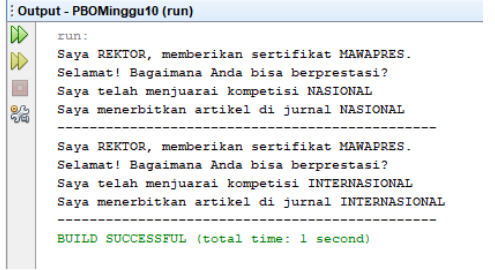 Output - PBOMinggu10 (run)
run:
Saya REKTOR, memberikan sertifikat MAWAPRES.
Selamat! Bagaimana Anda bisa berprestasi?
Saya telah menjuarai kompetisi NASIONAL
Saya menerbitkan artikel di jurnal NASIONAL
-----------------------------------------------
Saya REKTOR, memberikan sertifikat MAWAPRES.
Selamat! Bagaimana Anda bisa berprestasi?
Saya telah menjuarai kompetisi INTERNASIONAL
Saya menerbitkan artikel di jurnal INTERNASIONAL
-----------------------------------------------
BUILD SUCCESSFUL (total time: 1 second)